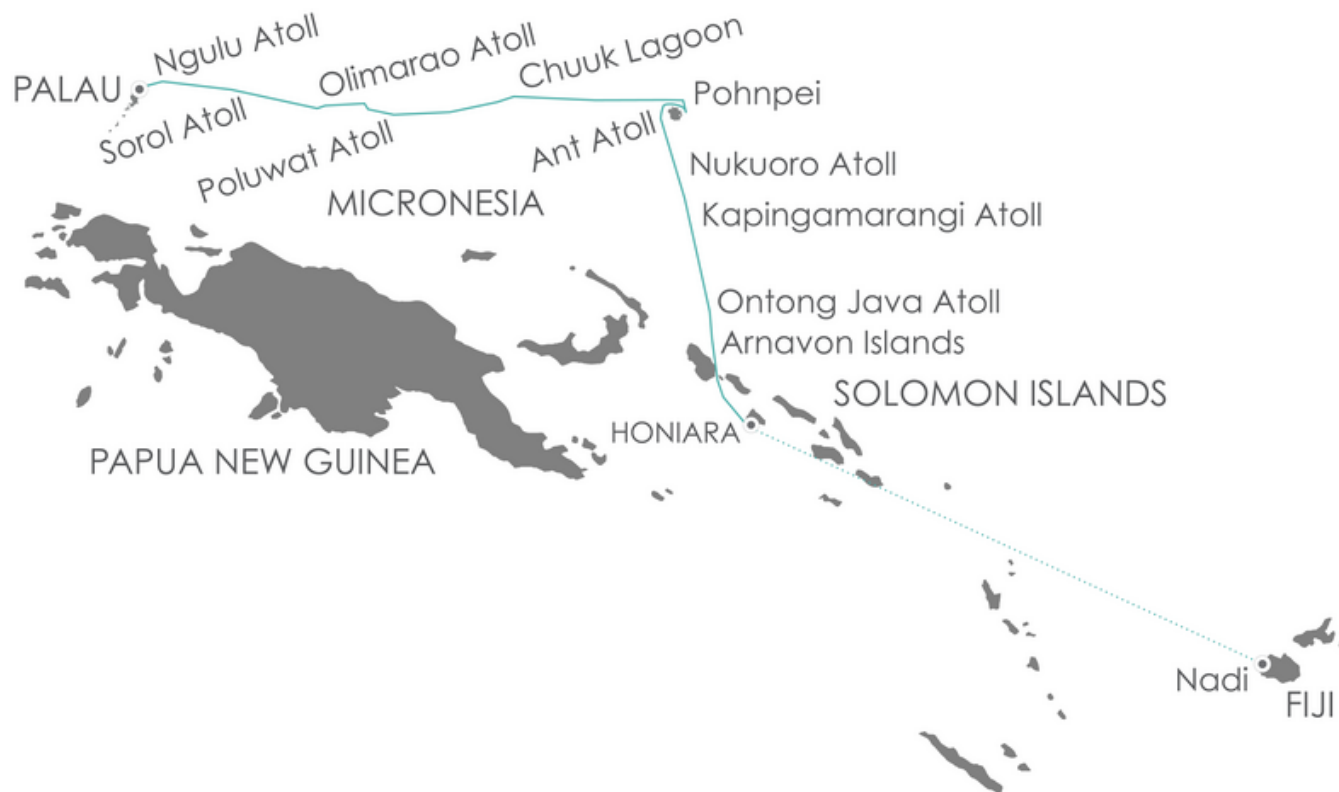 Ngulu Atoll
Olimarao Atoll
Chuuk Lagoon
PALAU
Pohnpei
Sorol Atoll
Poluwat Atoll
Ant Atoll
Nukuoro Atoll
MICRONESIA
Kapingamarangi Atoll
Ontong Java Atoll
Arnavon Islands
SOLOMON ISLANDS
HONIARA
PAPUA NEW GUINEA
Nadi
FIJI